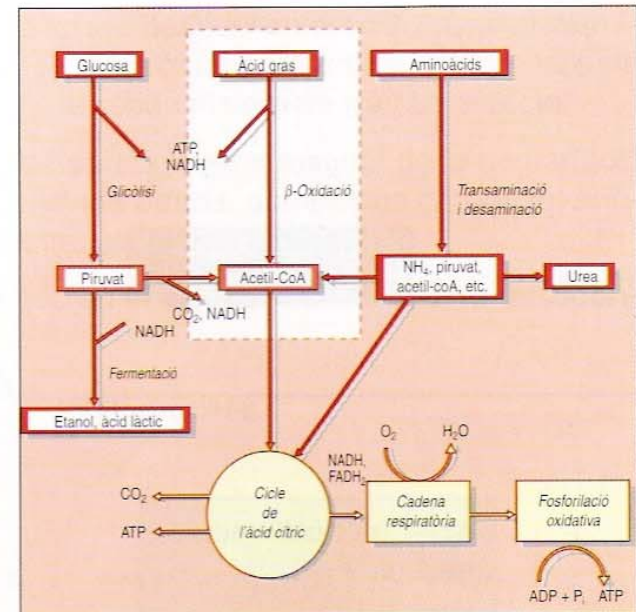 Glucosa
Àcid gras
Aminoàcids
ATP,
NADH
Glicòlisi
β-Oxidació
Transaminació
i desaminació
Piruvat
Acetil-CoA
NH₄, piruvat,
acetil-coA, etc.
Urea
CO₂, NADH
NADH
Fermentació
Etanol, àcid làctic
O₂
H₂O
NADH,
FADH₂
CO₂
ATP
Cicle
de
l'àcid cítric
Cadena
respiratòria
Fosforilació
oxidativa
ADP + Pᵢ
ATP